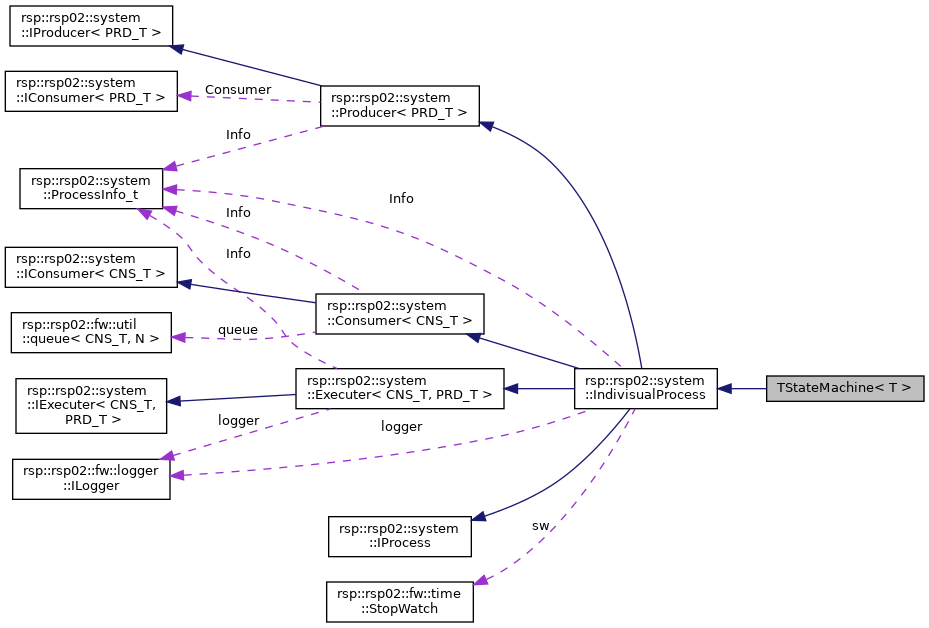 rsp::rsp02::system
::IProducer< PRD_T >
rsp::rsp02::system
::IConsumer< PRD_T >
Consumer
rsp::rsp02::system
::Producer< PRD_T >
Info
rsp::rsp02::system
::ProcessInfo_t
Info
Info
Info
rsp::rsp02::system
::IConsumer< CNS_T >
rsp::rsp02::system
::Consumer< CNS_T >
rsp::rsp02::fw::util
::queue< CNS_T, N >
queue
rsp::rsp02::system
::IExecuter< CNS_T,
PRD_T >
rsp::rsp02::system
::Executer< CNS_T, PRD_T >
rsp::rsp02::system
::IndivisualProcess
TStateMachine< T >
logger
logger
rsp::rsp02::fw::logger
::ILogger
rsp::rsp02::system
::IProcess
sw
rsp::rsp02::fw::time
::StopWatch